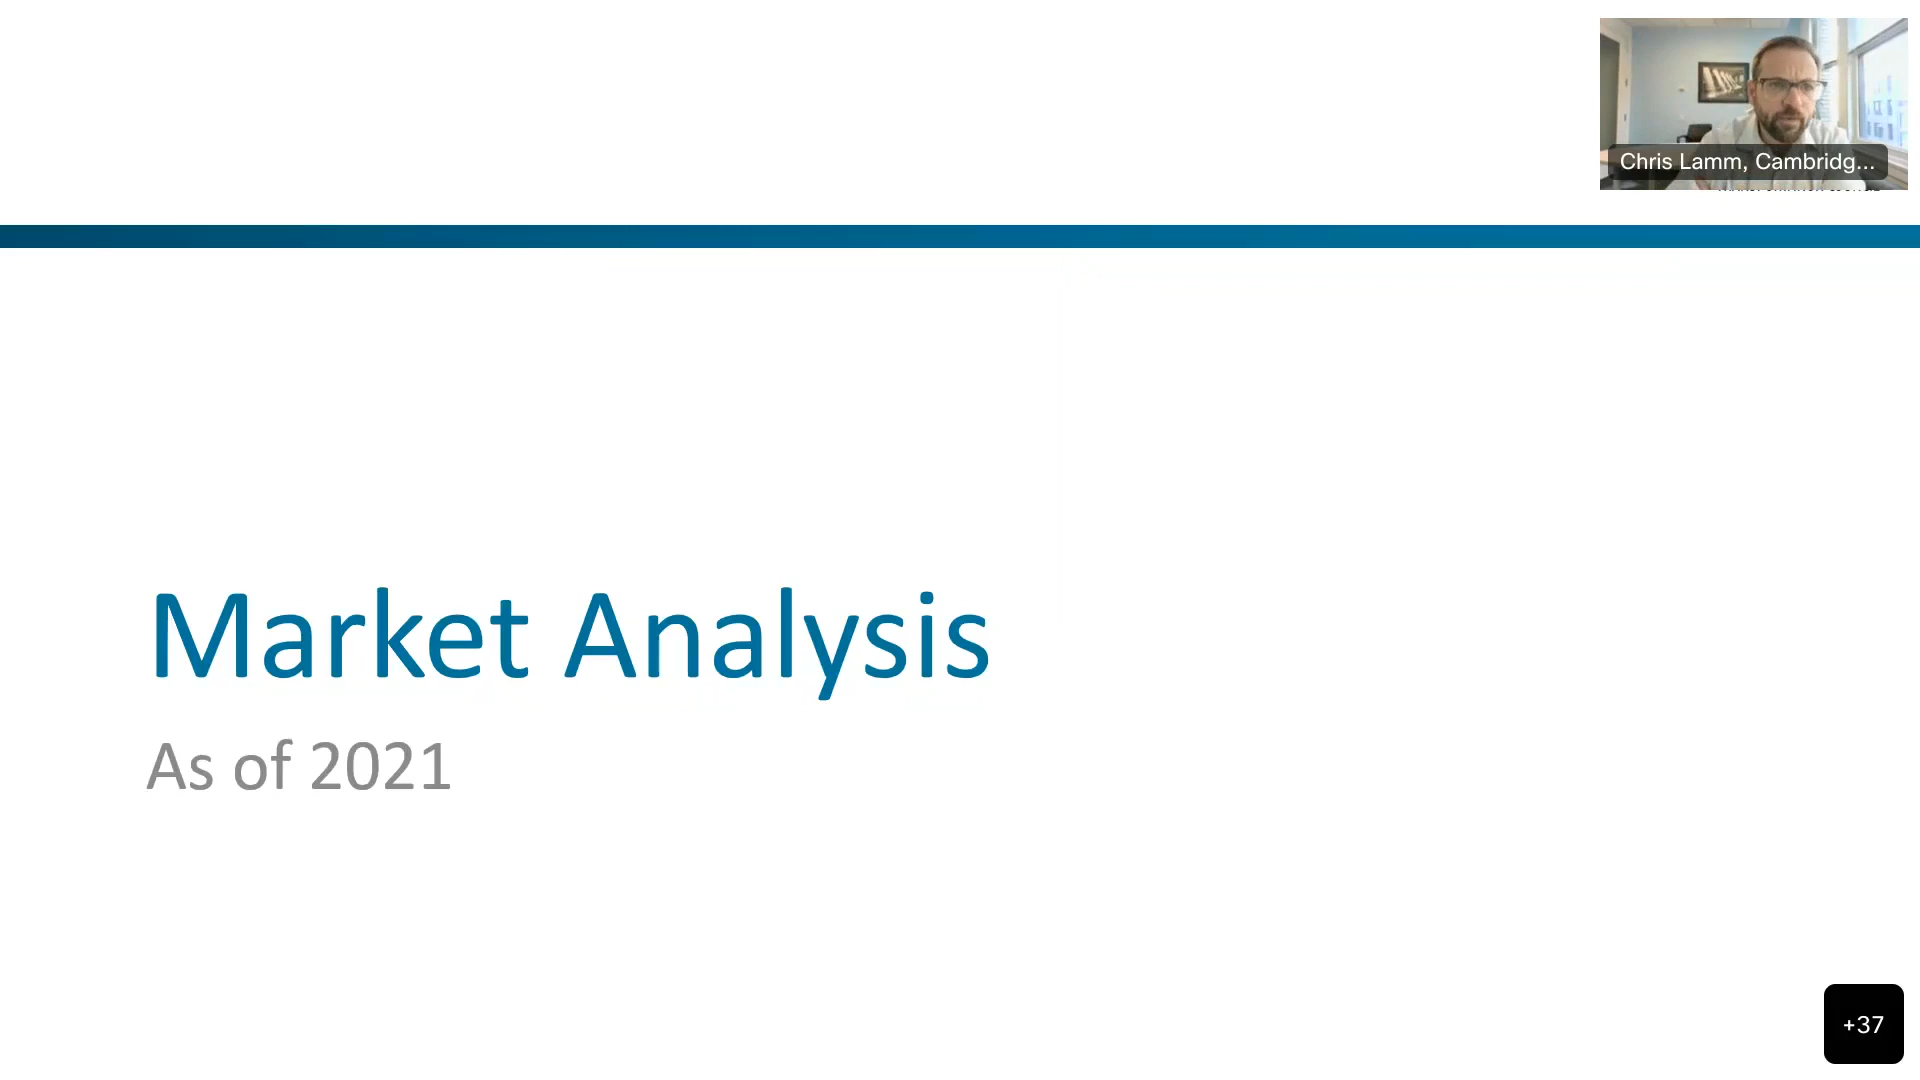 Chris Lamm, Cambridg...
Market Analysis
As of 2021
+37